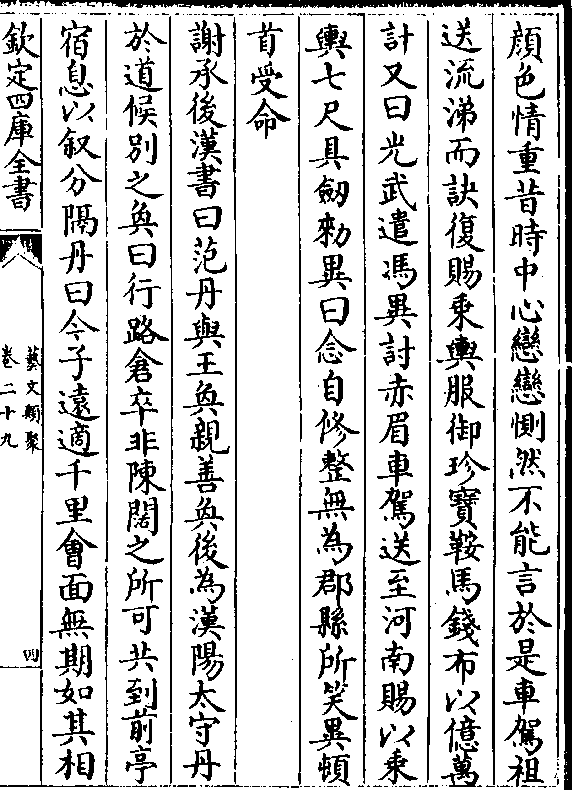 顔色情重昔時中心戀戀惻然不能言於是車駕祖
送流涕而訣復賜乘輿服御珍寶鞍馬錢布以億萬
計又曰光武遣馮異討赤眉車駕送至河南賜以乘
輿七尺具劒勑異曰念自修整無為郡縣所笑異頓
首受命
謝承後漢書曰范丹與王奐親善奐後為漢陽太守丹
於道候別之奐曰行路倉卒非陳闊之所可共到前亭
宿息以叙分隔丹曰今子遠適千里會面無期如其相
欽定四庫全書
藝文類聚
卷二十九
四